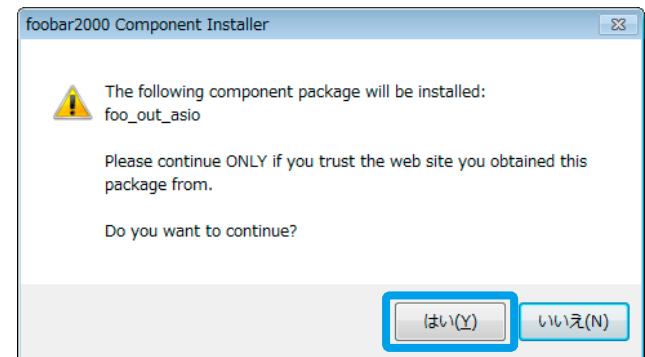 foobar2000 Component Installer
The following component package will be installed:
foo_out_asio
Please continue ONLY if you trust the web site you obtained this
package from.
Do you want to continue?
はい(Y)
いいえ(N)